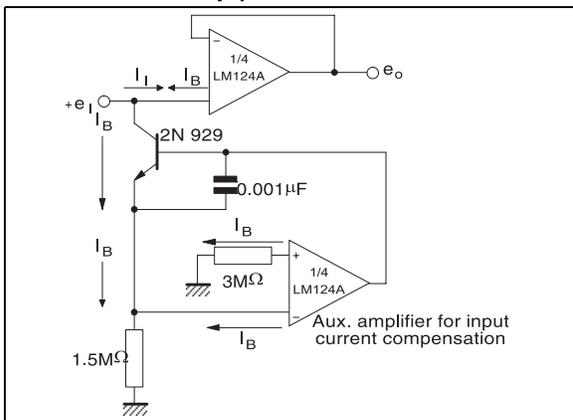 1/4
LM124A
I I
I B
e o
+e I
I B
2N 929
0.001µF
I B
I B
3MΩ
1/4
LM124A
I B
Aux. amplifier for input
current compensation
1.5MΩ